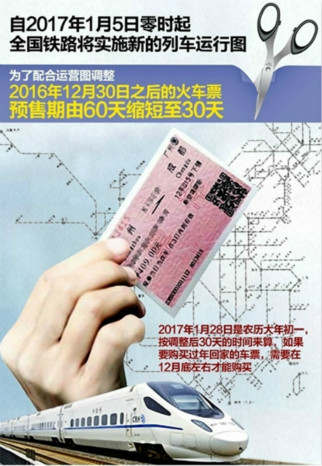 自2017年1月5日零时起
全国铁路将实施新的列车运行图
为了配合运营图调整
2016年12月30日之后的火车票
预售期由60天缩短至30天
成都
Chengdu
州
2017年1月28日是农历大年初一,
按调整后30天的时间来算,如果
要购买过年回家的车票,需要在
12月底左右才能购买
CRH